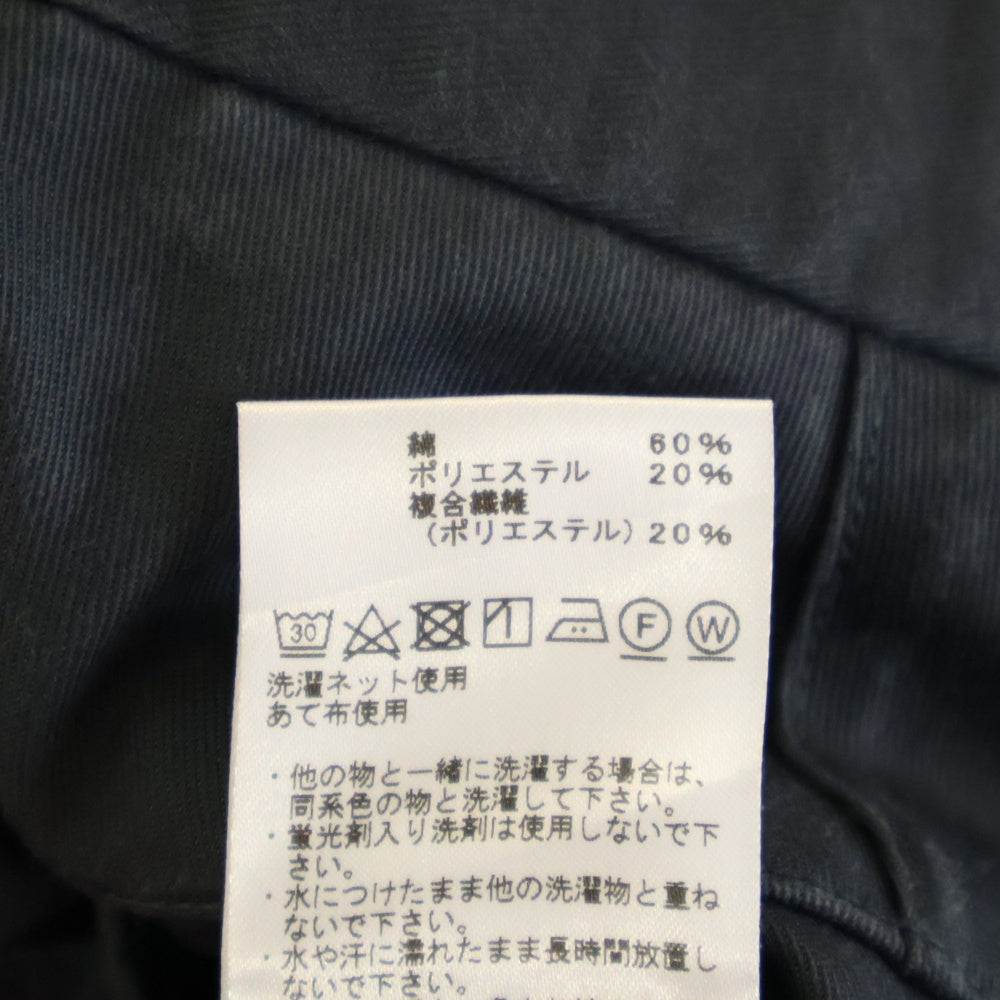 綿 60%
ポリエステル 20%
複合繊維
(ポリエステル) 20%
30 F W
洗濯ネット使用
あて布使用
・他の物と一緒に洗濯する場合は、
同系色の物と洗濯して下さい。
・蛍光剤入り洗剤は使用しないで下
さい。
・水につけたまま他の洗濯物と重ね
ないで下さい。
・水や汗に濡れたまま長時間放置し
ないで下さい。